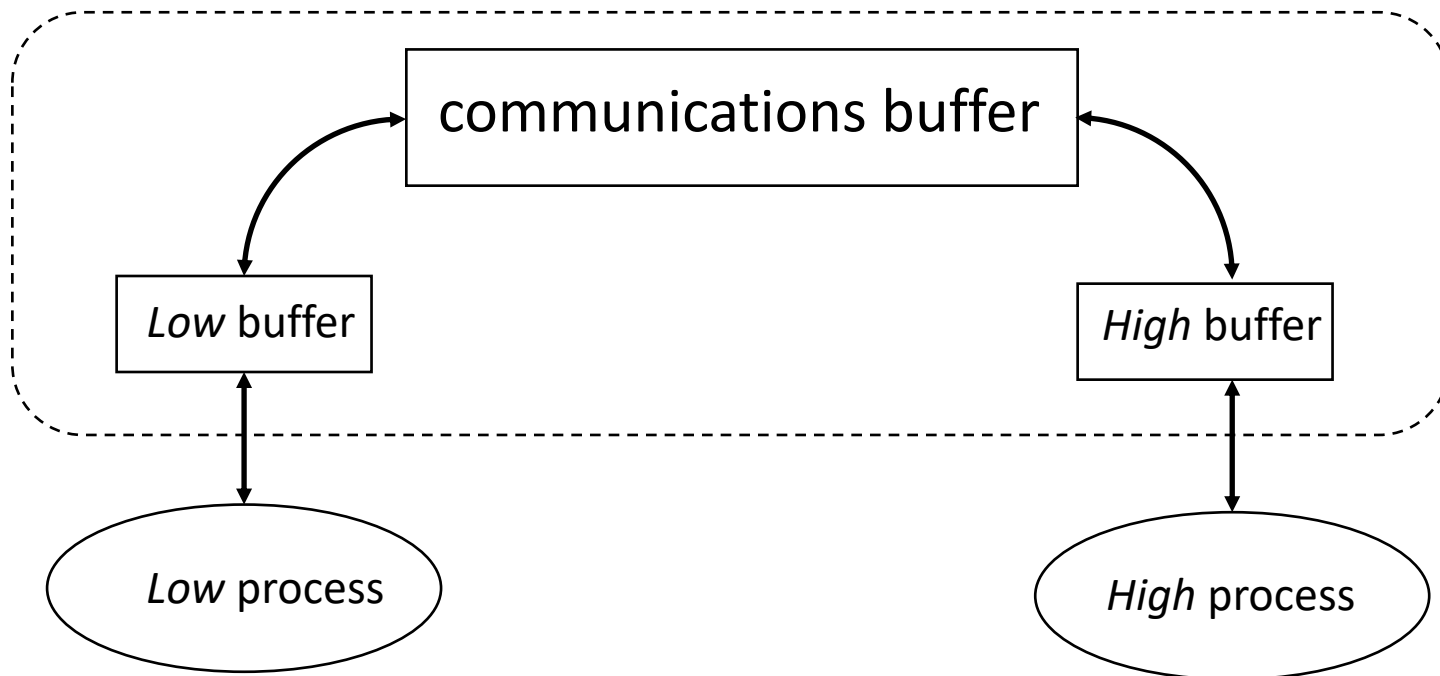 communications buffer
Low buffer
High buffer
Low process
High process